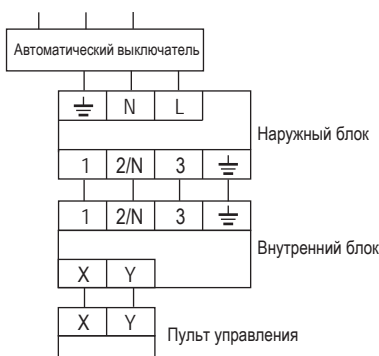 Автоматический выключатель
N L
Наружный блок
1 2/N 3
1 2/N 3
Внутренний блок
X Y
X Y
Пульт управления